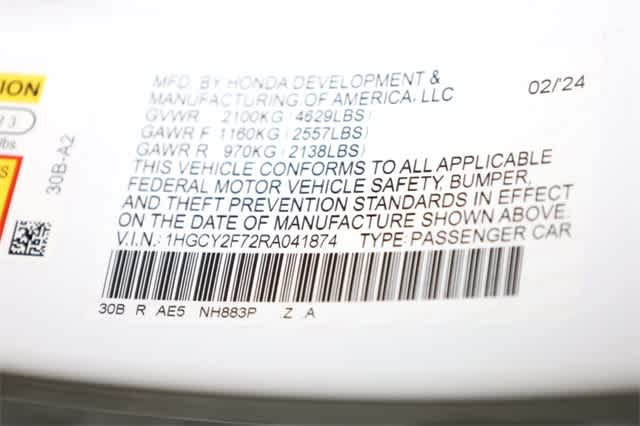 MFD. BY HONDA DEVELOPMENT &
MANUFACTURING OF AMERICA, LLC
02/24
GVWR 2100KG (4629LBS)
GAWR F 1160KG (2557LBS)
GAWR R 970KG (2138LBS)
THIS VEHICLE CONFORMS TO ALL APPLICABLE
FEDERAL MOTOR VEHICLE SAFETY, BUMPER,
AND THEFT PREVENTION STANDARDS IN EFFECT
ON THE DATE OF MANUFACTURE SHOWN ABOVE.
V.I.N.: 1HGCY2F72RA041874 TYPE: PASSENGER CAR
30B R AE5 NH883P Z A
30B-A2